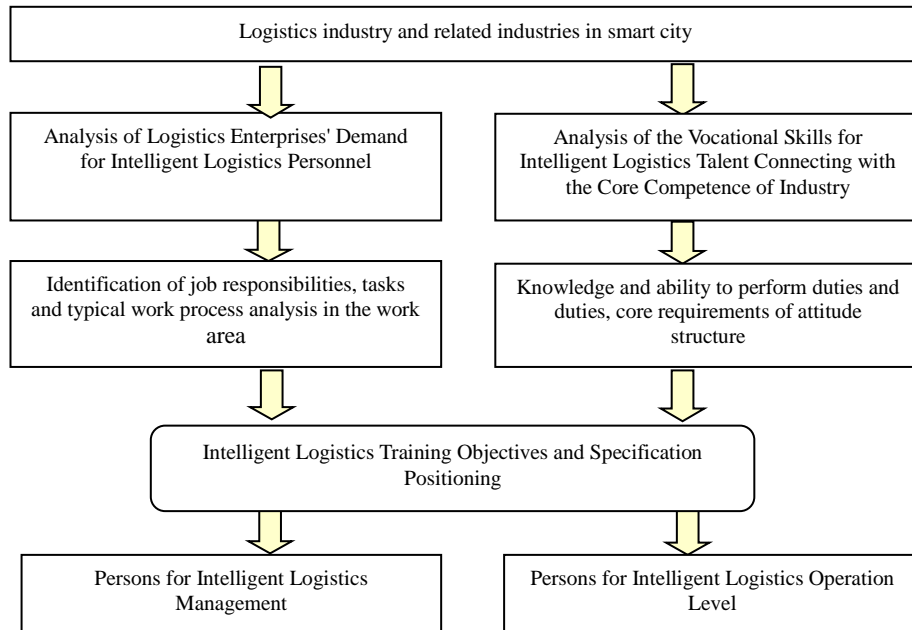 Logistics industry and related industries in smart city
Analysis of Logistics Enterprises' Demand
for Intelligent Logistics Personnel
Analysis of the Vocational Skills for
Intelligent Logistics Talent Connecting with
the Core Competence of Industry
Identification of job responsibilities, tasks
and typical work process analysis in the work
area
Knowledge and ability to perform duties and
duties, core requirements of attitude
structure
Intelligent Logistics Training Objectives and Specification
Positioning
Persons for Intelligent Logistics
Management
Persons for Intelligent Logistics Operation
Level